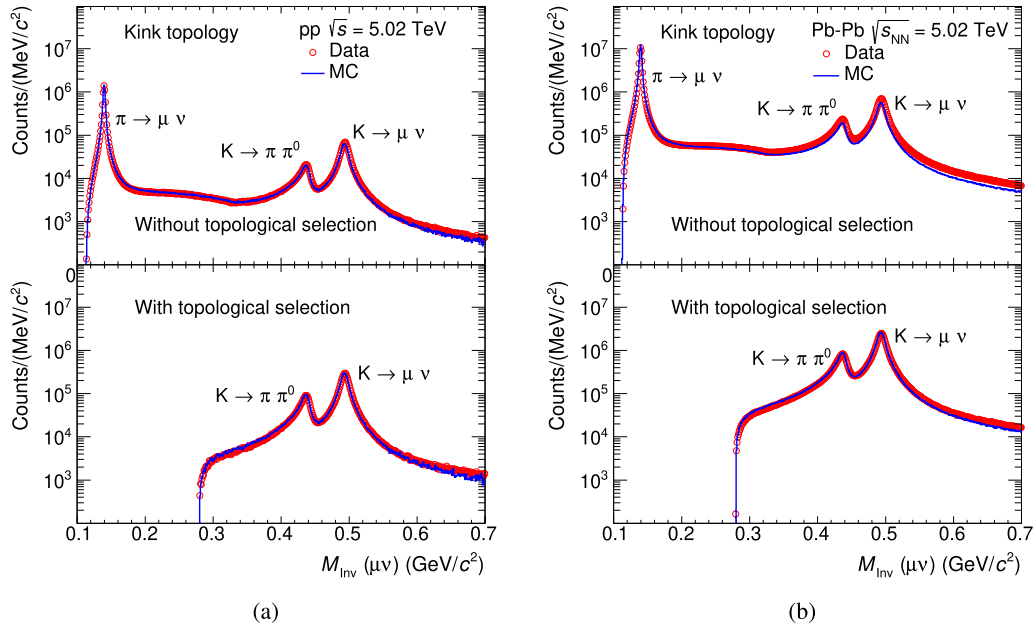 Counts/(MeV/c²)
10⁷
10⁶
10⁵
10⁴
10³
Kink topology
pp √s = 5.02 TeV
Data
MC
π → μ ν
K → π π⁰
K → μ ν
Without topological selection
Counts/(MeV/c²)
0
10⁷
10⁶
10⁵
10⁴
10³
With topological selection
K → π π⁰
K → μ ν
0.1 0.2 0.3 0.4 0.5 0.6 0.7
M_Inv (μν) (GeV/c²)
(a)
Counts/(MeV/c²)
10⁷
10⁶
10⁵
10⁴
10³
Kink topology
Pb-Pb √s_NN = 5.02 TeV
Data
MC
π → μ ν
K → π π⁰
K → μ ν
Without topological selection
Counts/(MeV/c²)
0
10⁷
10⁶
10⁵
10⁴
10³
With topological selection
K → π π⁰
K → μ ν
0.1 0.2 0.3 0.4 0.5 0.6 0.7
M_Inv (μν) (GeV/c²)
(b)